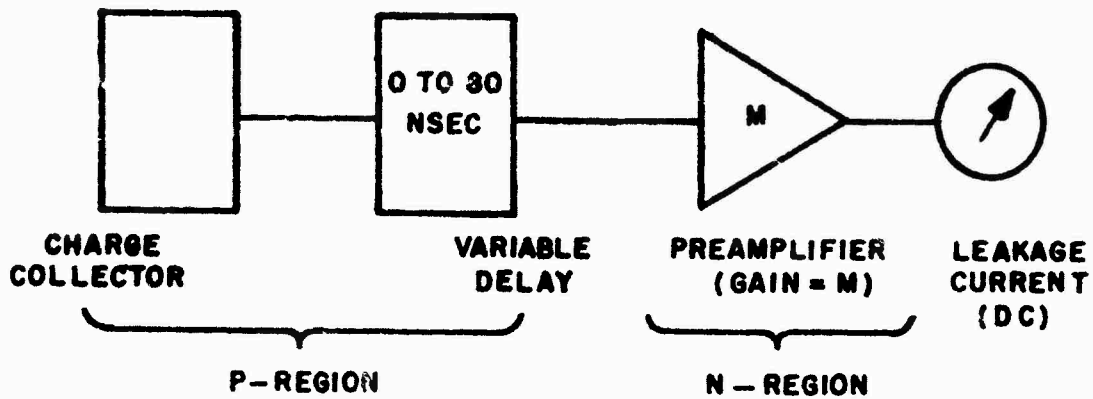 0 TO 30
NSEC
M
CHARGE
COLLECTOR
VARIABLE
DELAY
PREAMPLIFIER
(GAIN = M)
LEAKAGE
CURRENT
(DC)
P-REGION
N-REGION